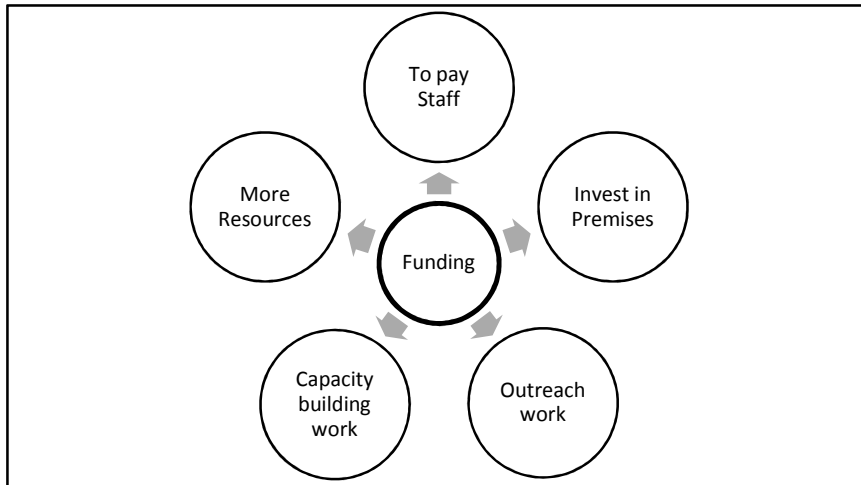 To pay
Staff
More
Resources
Invest in
Premises
Funding
Capacity
building
work
Outreach
work